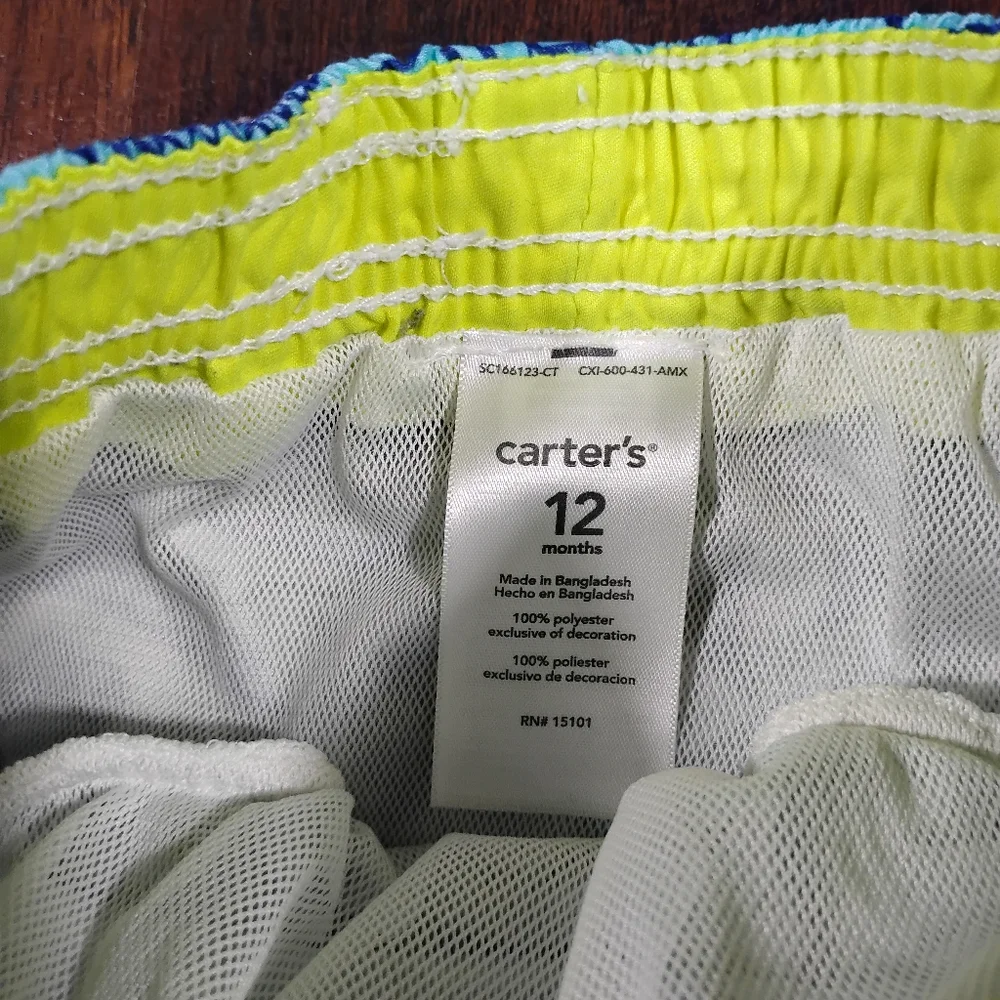 SC166123-CT CXI-600-431-AMX
carter's®
12
months
Made in Bangladesh
Hecho en Bangladesh
100% polyester
exclusive of decoration
100% poliester
exclusivo de decoracion
RN# 15101